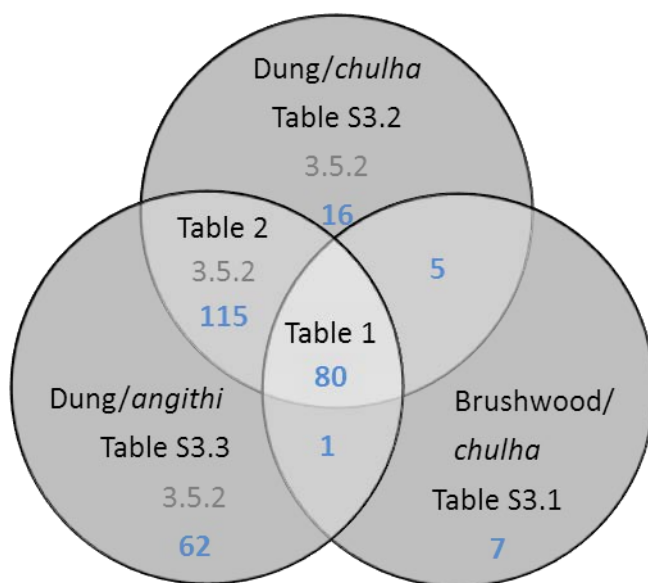 Dung/chulha
Table S3.2
3.5.2
16
Table 2
3.5.2
115
5
Table 1
80
Dung/angithi
Table S3.3
3.5.2
62
1
Brushwood/
chulha
Table S3.1
7